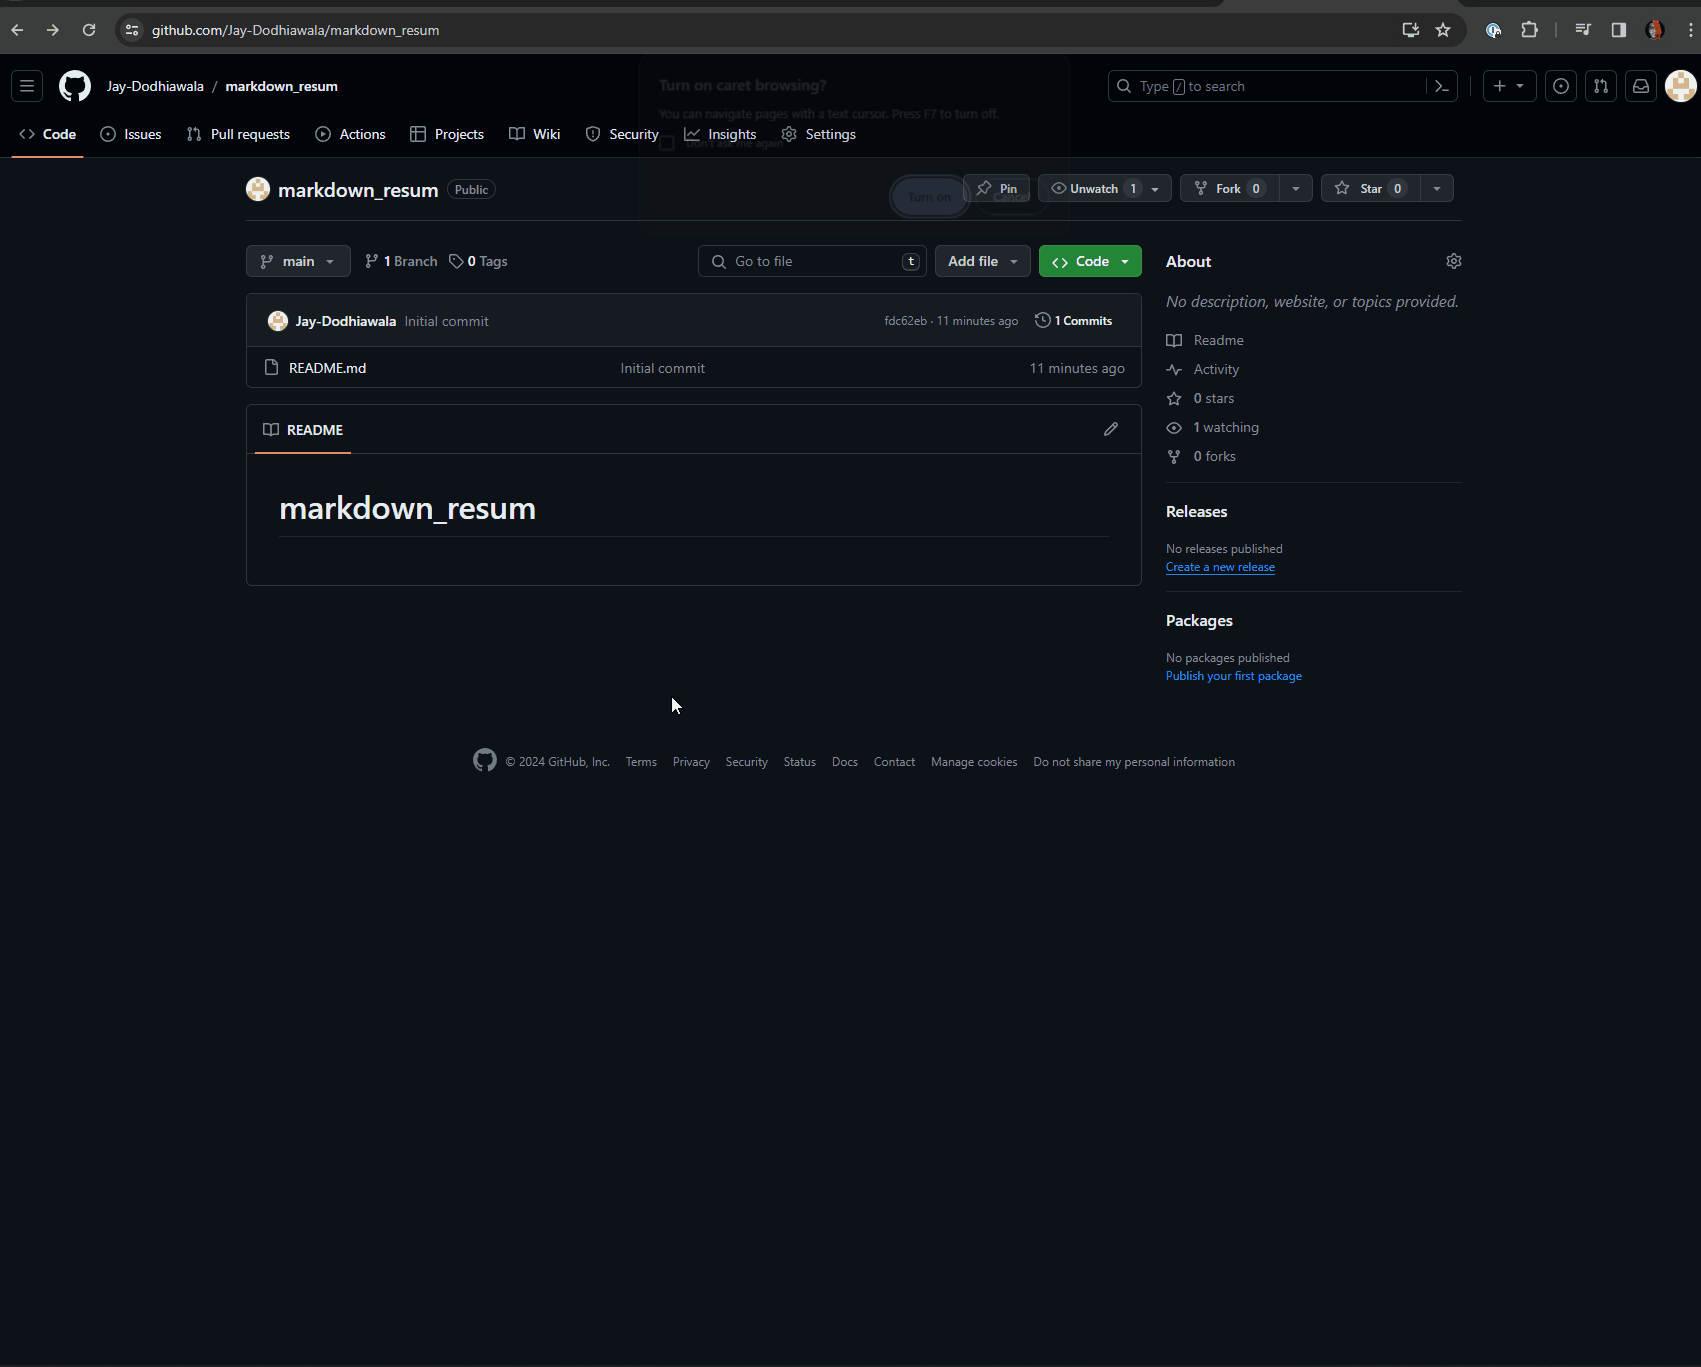 github.com/Jay-Dodhiawala/markdown_resum
Jay-Dodhiawala / markdown_resum
Type / to search
Turn on caret browsing?
You can navigate pages with a text cursor. Press F7 to turn off.
Don't ask me again
Turn on
Cancel
Code
Issues
Pull requests
Actions
Projects
Wiki
Security
Insights
Settings
markdown_resum Public
Pin
Unwatch 1
Fork 0
Star 0
main
1 Branch
0 Tags
Go to file t
Add file
Code
Jay-Dodhiawala Initial commit
fdc62eb · 11 minutes ago
1 Commits
README.md Initial commit 11 minutes ago
README
markdown_resum
About
No description, website, or topics provided.
Readme
Activity
0 stars
1 watching
0 forks
Releases
No releases published
Create a new release
Packages
No packages published
Publish your first package
© 2024 GitHub, Inc. Terms Privacy Security Status Docs Contact Manage cookies Do not share my personal information